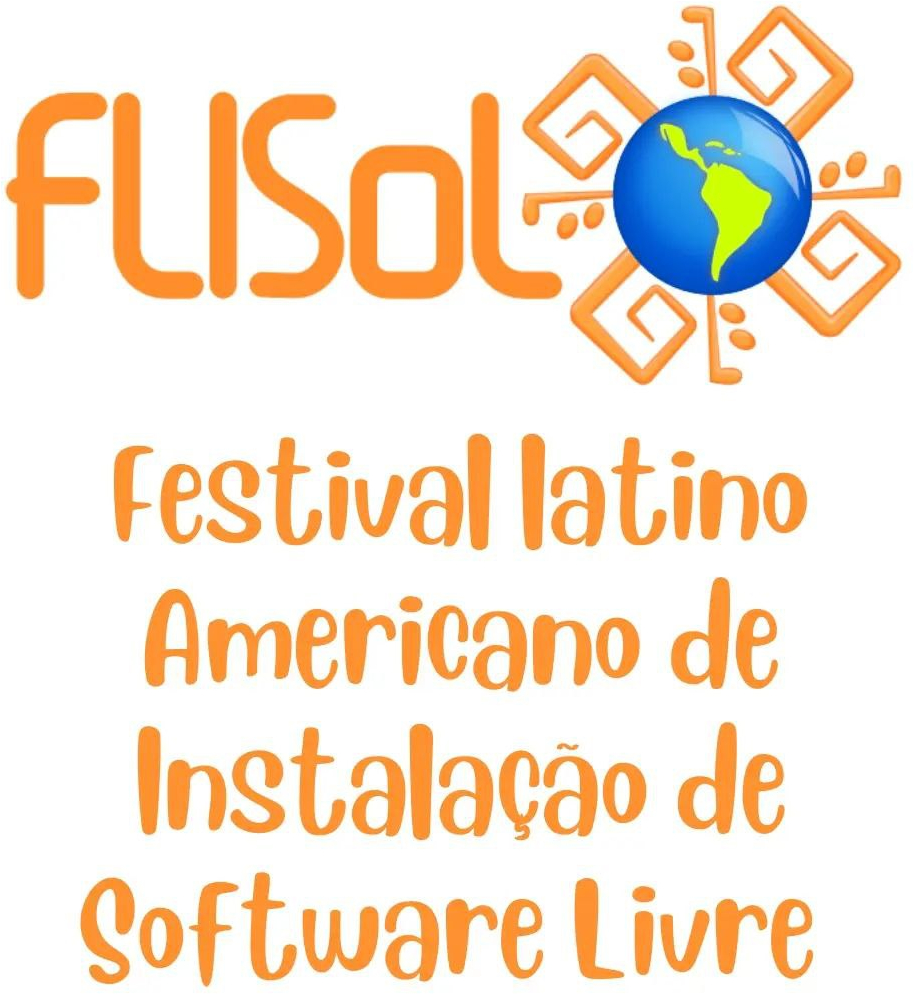 FLISoL
Festival latino
Americano de
Instalação de
Software Livre